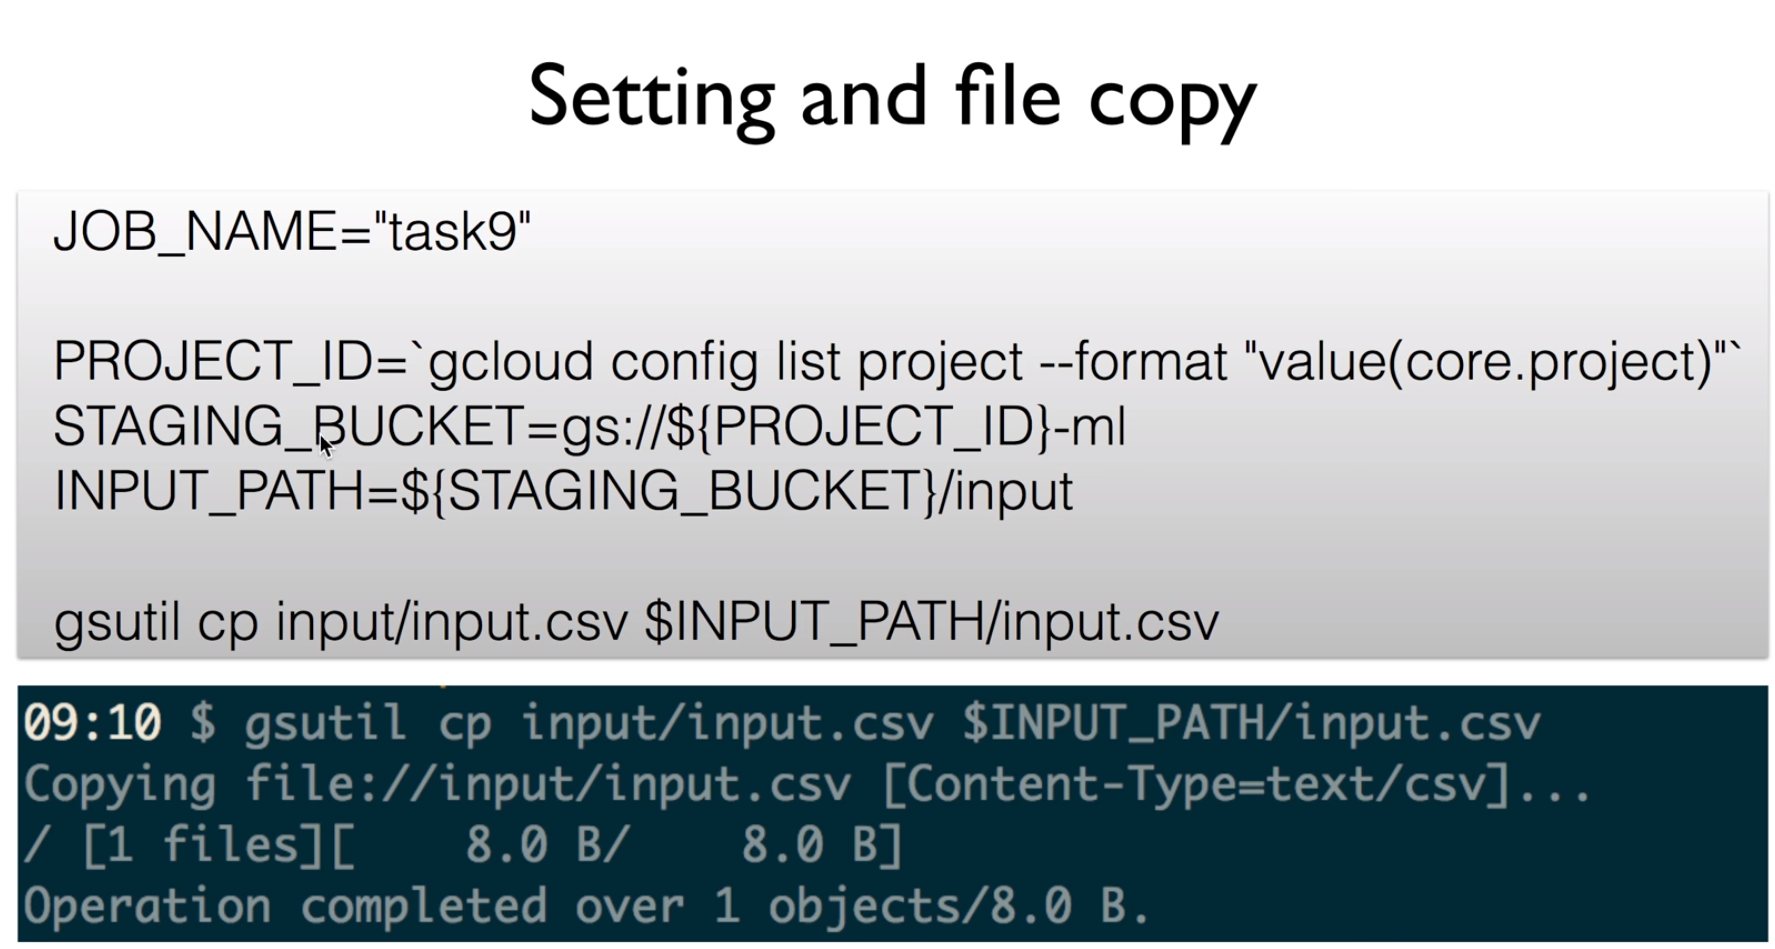 Setting and file copy
JOB_NAME="task9"
PROJECT_ID=`gcloud config list project --format "value(core.project)"`
STAGING_BUCKET=gs://${PROJECT_ID}-ml
INPUT_PATH=${STAGING_BUCKET}/input
gsutil cp input/input.csv $INPUT_PATH/input.csv
09:10 $ gsutil cp input/input.csv $INPUT_PATH/input.csv
Copying file://input/input.csv [Content-Type=text/csv]...
/ [1 files][    8.0 B/    8.0 B]
Operation completed over 1 objects/8.0 B.